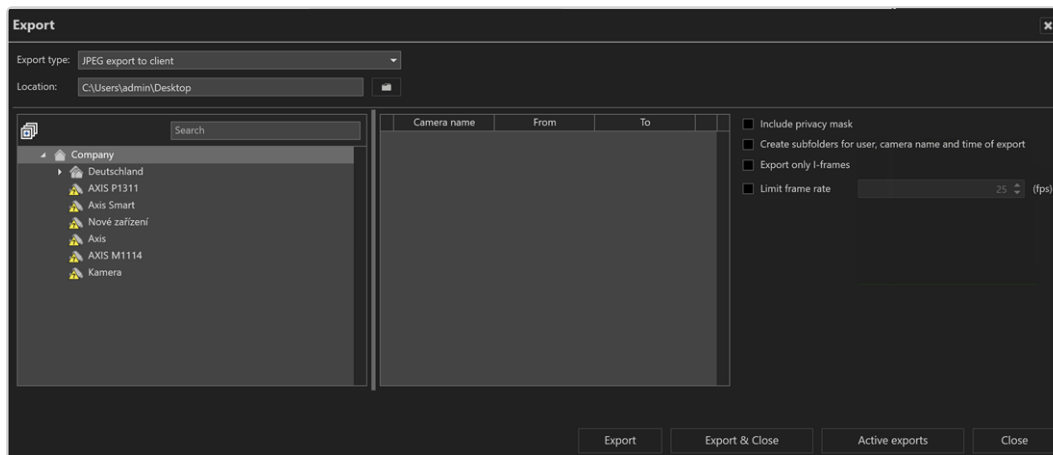 Export
Export type: JPEG export to client
Location: C:\Users\admin\Desktop
Search
Company
Deutschland
AXIS P1311
Axis Smart
Nové zařízení
Axis
AXIS M1114
Kamera
Camera name From To
Include privacy mask
Create subfolders for user, camera name and time of export
Export only I-frames
Limit frame rate 25 (fps)
Export Export & Close Active exports Close